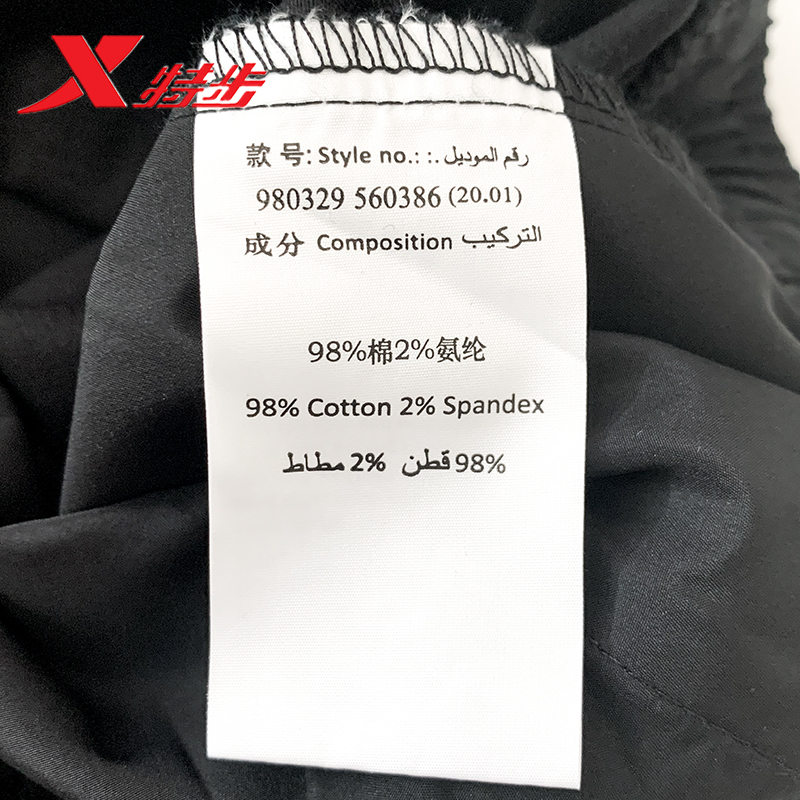 特步
款 号: Style no.: :. رقم الموديل
980329 560386 (20.01)
成分 Composition التركيب
98%棉2%氨纶
98% Cotton 2% Spandex
98% قطن 2% مطاط